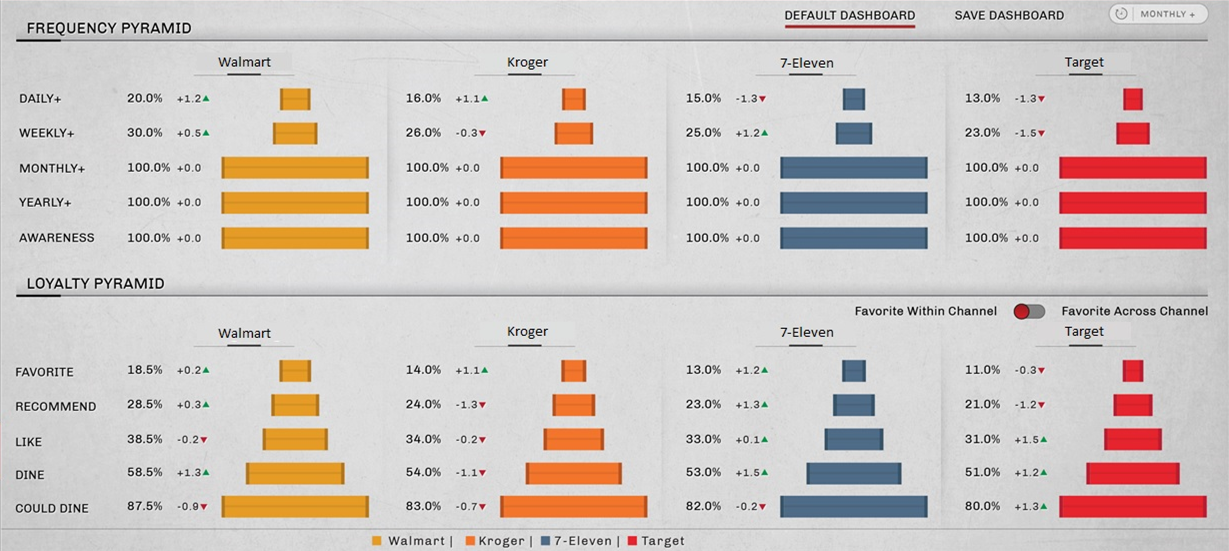 DEFAULT DASHBOARD SAVE DASHBOARD MONTHLY +
FREQUENCY PYRAMID
Walmart Kroger 7-Eleven Target
DAILY+ 20.0% +1.2▲ 16.0% +1.1▲ 15.0% -1.3▼ 13.0% -1.3▼
WEEKLY+ 30.0% +0.5▲ 26.0% -0.3▼ 25.0% +1.2▲ 23.0% -1.5▼
MONTHLY+ 100.0% +0.0 100.0% +0.0 100.0% +0.0 100.0% +0.0
YEARLY+ 100.0% +0.0 100.0% +0.0 100.0% +0.0 100.0% +0.0
AWARENESS 100.0% +0.0 100.0% +0.0 100.0% +0.0 100.0% +0.0
LOYALTY PYRAMID
Favorite Within Channel Favorite Across Channel
Walmart Kroger 7-Eleven Target
FAVORITE 18.5% +0.2▲ 14.0% +1.1▲ 13.0% +1.2▲ 11.0% -0.3▼
RECOMMEND 28.5% +0.3▲ 24.0% -1.3▼ 23.0% +1.3▲ 21.0% -1.2▼
LIKE 38.5% -0.2▼ 34.0% -0.2▼ 33.0% +0.1▲ 31.0% +1.5▲
DINE 58.5% +1.3▲ 54.0% -1.1▼ 53.0% +1.5▲ 51.0% +1.2▲
COULD DINE 87.5% -0.9▼ 83.0% -0.7▼ 82.0% -0.2▼ 80.0% +1.3▲
Walmart | Kroger | 7-Eleven | Target